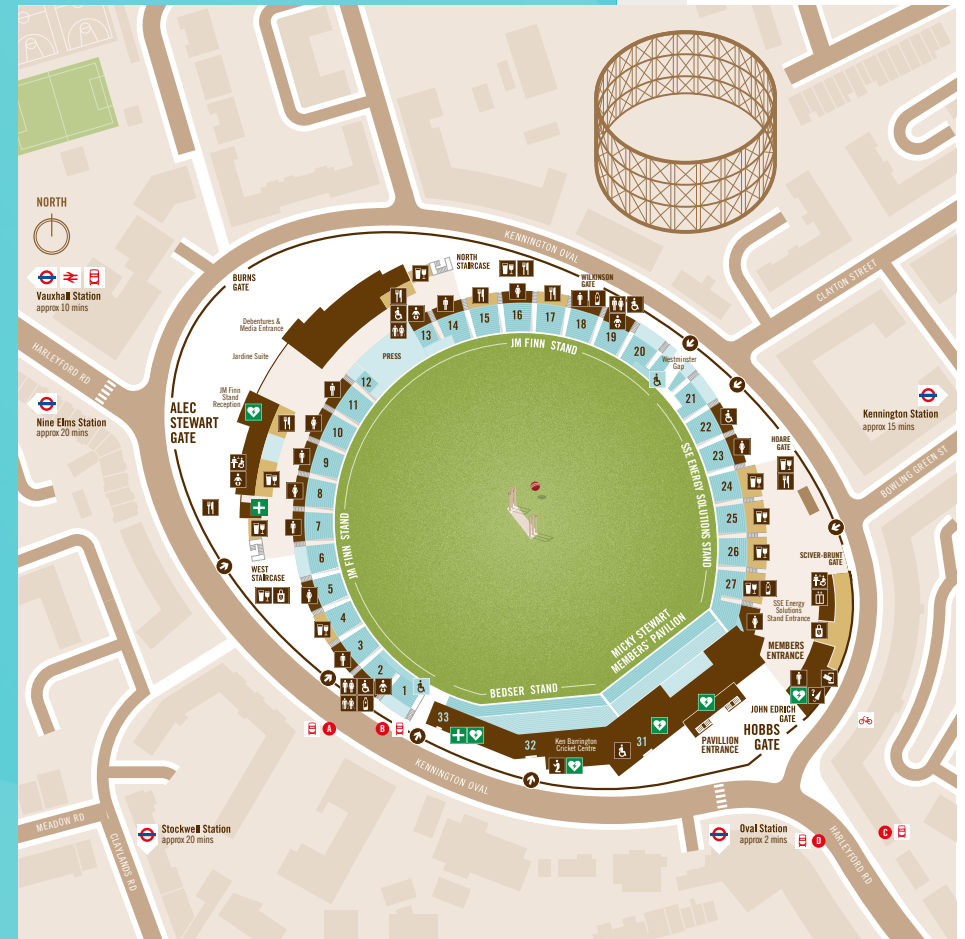 NORTH
Vauxhall Station
approx 10 mins
HARLEYFORD RD
Nine Elms Station
approx 20 mins
KENNINGTON OVAL
CLAYTON STREET
Kennington Station
approx 15 mins
BOWLING GREEN ST
BURNS
GATE
NORTH
STAIRCASE
WILKINSON
GATE
Debentures &
Media Entrance
Jardine Suite
JM Finn
Stand
Reception
ALEC
STEWART
GATE
PRESS
JM FINN STAND
Westminster
Gap
HOARE
GATE
SSE ENERGY SOLUTIONS STAND
JM FINN STAND
WEST
STAIRCASE
SCIVER-BRUNT
GATE
SSE Energy
Solutions
Stand Entrance
MEMBERS
ENTRANCE
MICKY STEWART
MEMBERS' PAVILION
BEDSER STAND
JOHN EDRICH
GATE
HOBBS
GATE
PAVILLION
ENTRANCE
Ken Barrington
Cricket Centre
1
2
3
4
5
6
7
8
9
10
11
12
13
14
15
16
17
18
19
20
21
22
23
24
25
26
27
31
32
33
A
B
KENNINGTON OVAL
MEADOW RD
CLAYLANDS RD
Stockwell Station
approx 20 mins
Oval Station
approx 2 mins
D
C
HARLEYFORD RD